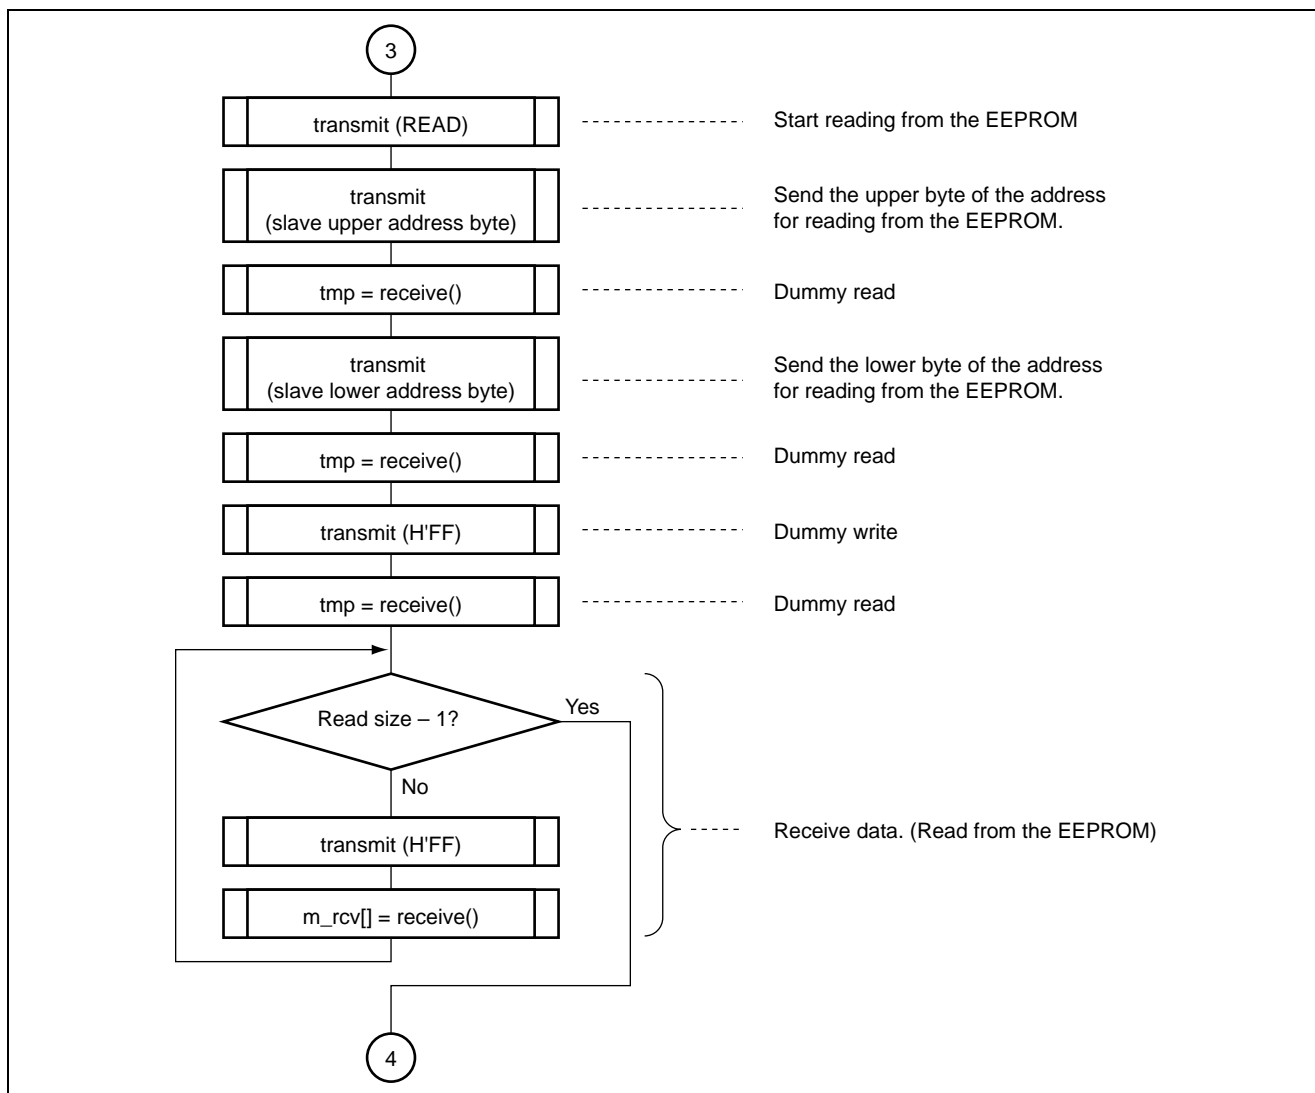 3
transmit (READ)
Start reading from the EEPROM
transmit
(slave upper address byte)
Send the upper byte of the address
for reading from the EEPROM.
tmp = receive()
Dummy read
transmit
(slave lower address byte)
Send the lower byte of the address
for reading from the EEPROM.
tmp = receive()
Dummy read
transmit (H'FF)
Dummy write
tmp = receive()
Dummy read
Read size – 1?
Yes
No
transmit (H'FF)
Receive data. (Read from the EEPROM)
m_rcv[] = receive()
4